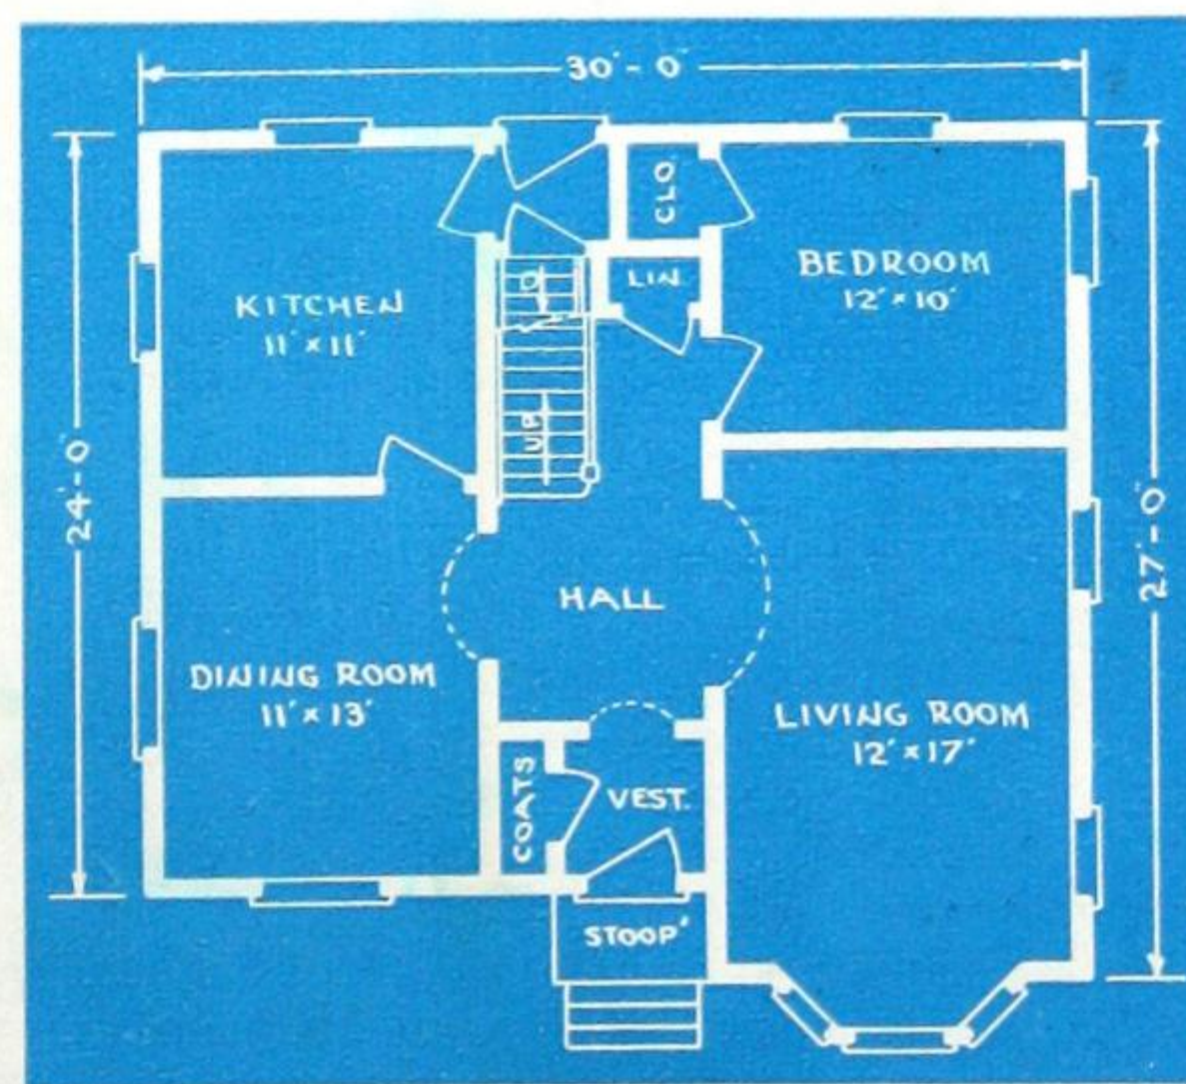 30'-0"
CLO.
BEDROOM
12' × 10'
LIN.
D
KITCHEN
11' × 11'
UP
24'-0"
27'-0"
HALL
DINING ROOM
11' × 13'
LIVING ROOM
12' × 17'
COATS
VEST.
STOOP'